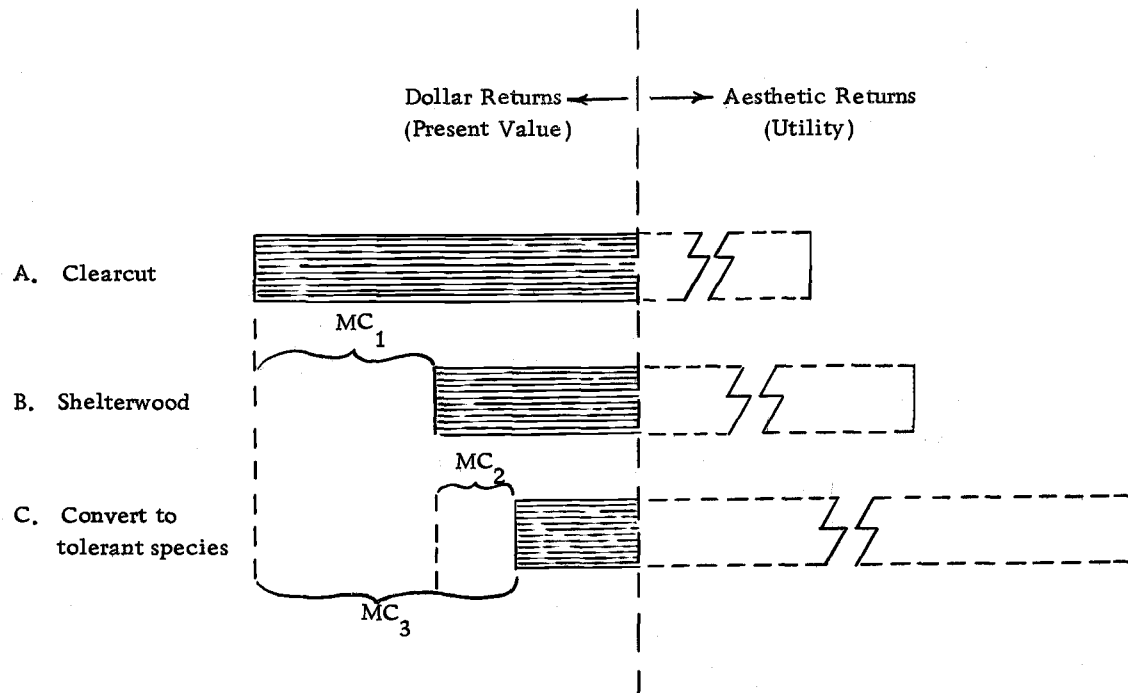 Dollar Returns
(Present Value)
Aesthetic Returns
(Utility)
A. Clearcut
MC1
B. Shelterwood
MC2
C. Convert to
tolerant species
MC3